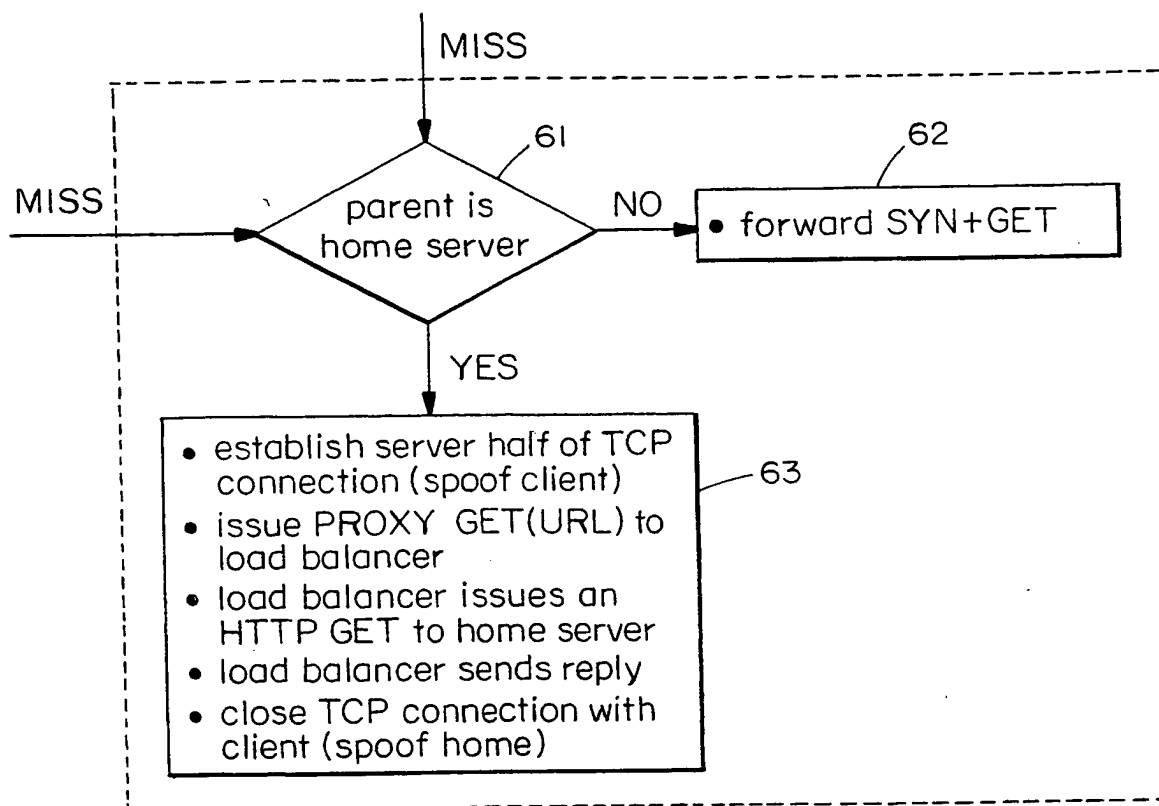 MISS
61
62
MISS
parent is
home server
NO
• forward SYN+GET
YES
• establish server half of TCP
connection (spoof client)
63
• issue PROXY GET(URL) to
load balancer
• load balancer issues an
HTTP GET to home server
• load balancer sends reply
• close TCP connection with
client (spoof home)